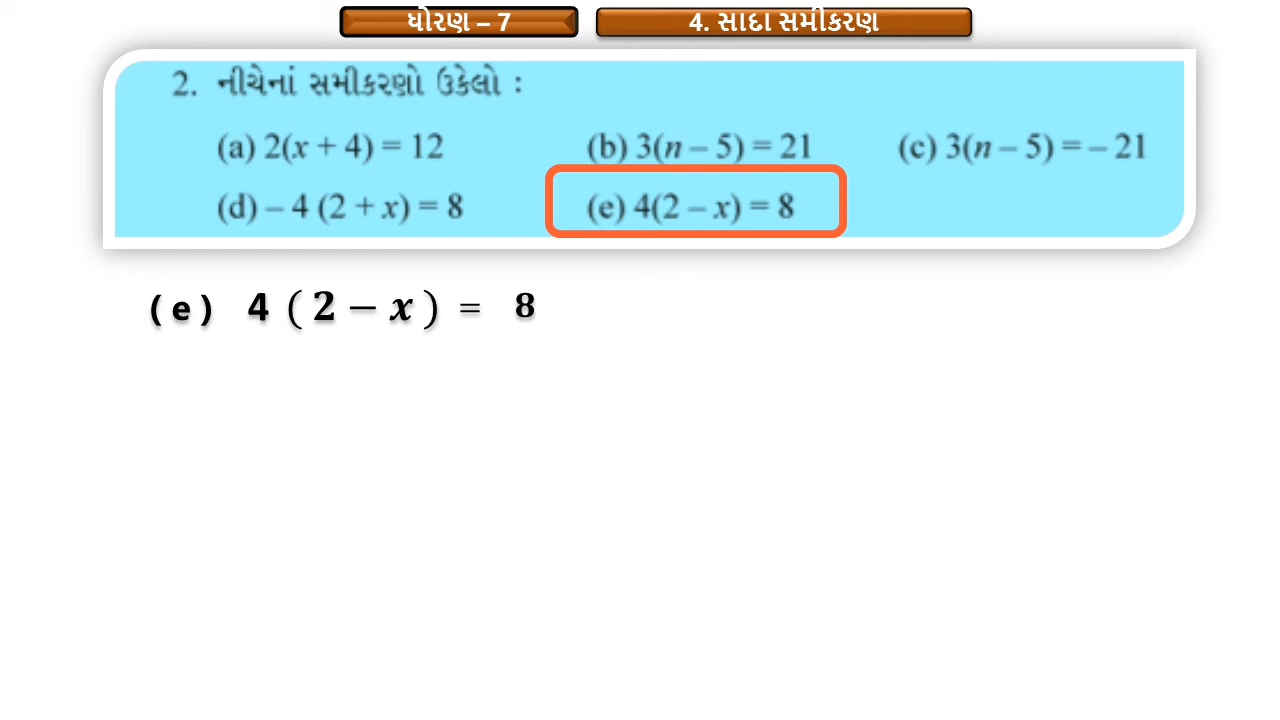 ધોરણ – 7
4. સાદા સમીકરણ
2. નીચેનાં સમીકરણો ઉકેલો :
(a) 2(x + 4) = 12 (b) 3(n – 5) = 21 (c) 3(n – 5) = – 21
(d) – 4 (2 + x) = 8 (e) 4(2 – x) = 8
( e ) 4 ( 2 − x ) = 8